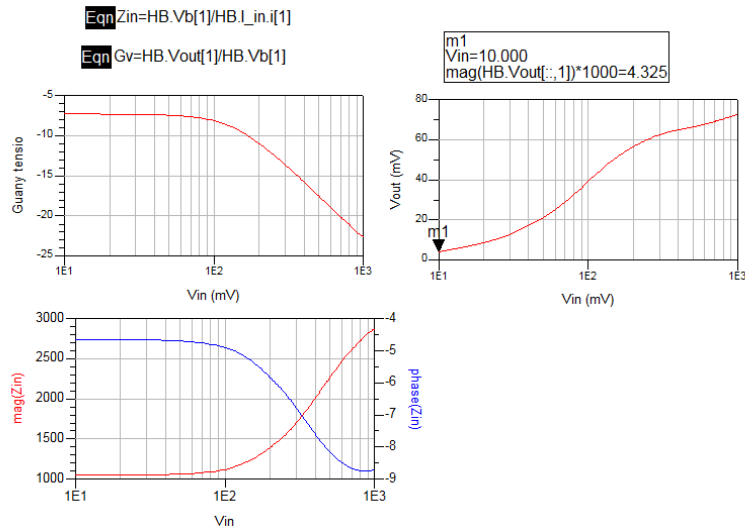 Eqn Zin=HB.Vb[1]/HB.I_in.i[1]
Eqn Gv=HB.Vout[1]/HB.Vb[1]
m1
Vin=10.000
mag(HB.Vout[::,1])*1000=4.325
-5
-10
-15
-20
-25
Guany tensio
1E1
1E2
1E3
Vin (mV)
80
60
40
20
0
Vout (mV)
m1
1E1
1E2
1E3
Vin (mV)
3000
2500
2000
1500
1000
mag(Zin)
-4
-5
-6
-7
-8
-9
phase(Zin)
1E1
1E2
1E3
Vin